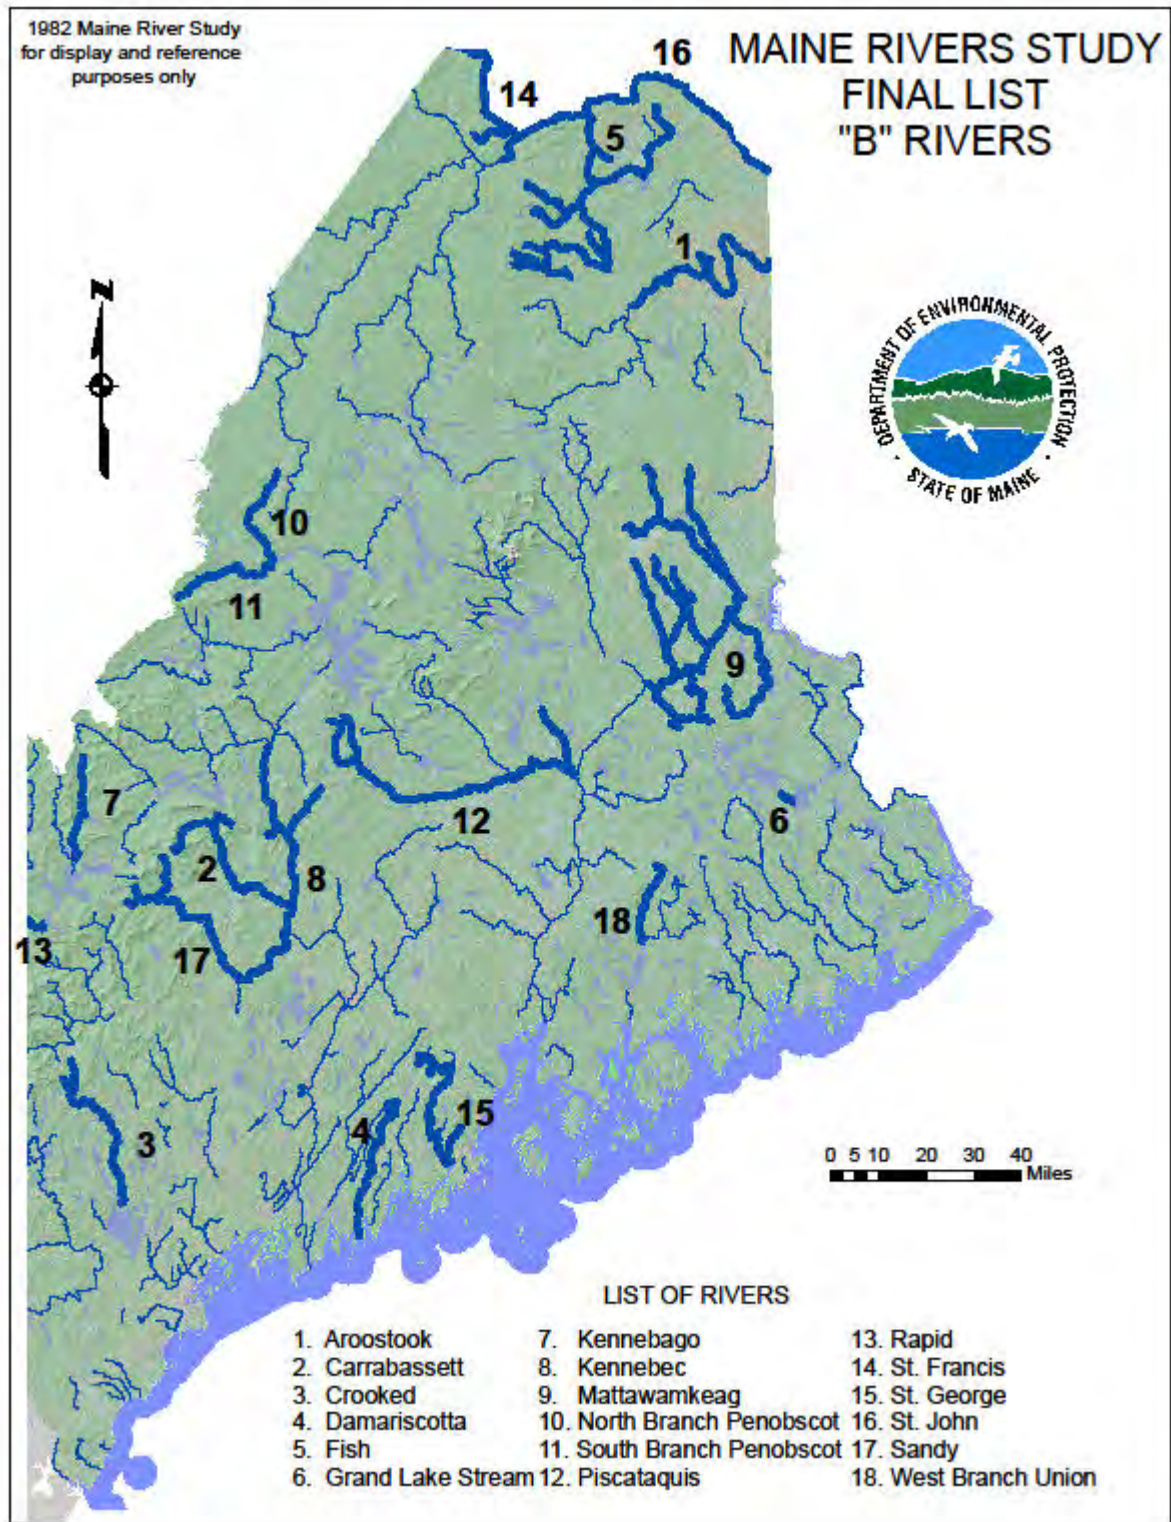 1982 Maine River Study
for display and reference
purposes only
MAINE RIVERS STUDY
FINAL LIST
"B" RIVERS
16
14
5
1
N
DEPARTMENT OF ENVIRONMENTAL PROTECTION
· STATE OF MAINE ·
10
11
9
7
12
6
2
8
18
13
17
15
4
3
0 5 10 20 30 40
Miles
LIST OF RIVERS
1. Aroostook
2. Carrabassett
3. Crooked
4. Damariscotta
5. Fish
6. Grand Lake Stream
7. Kennebago
8. Kennebec
9. Mattawamkeag
10. North Branch Penobscot
11. South Branch Penobscot
12. Piscataquis
13. Rapid
14. St. Francis
15. St. George
16. St. John
17. Sandy
18. West Branch Union